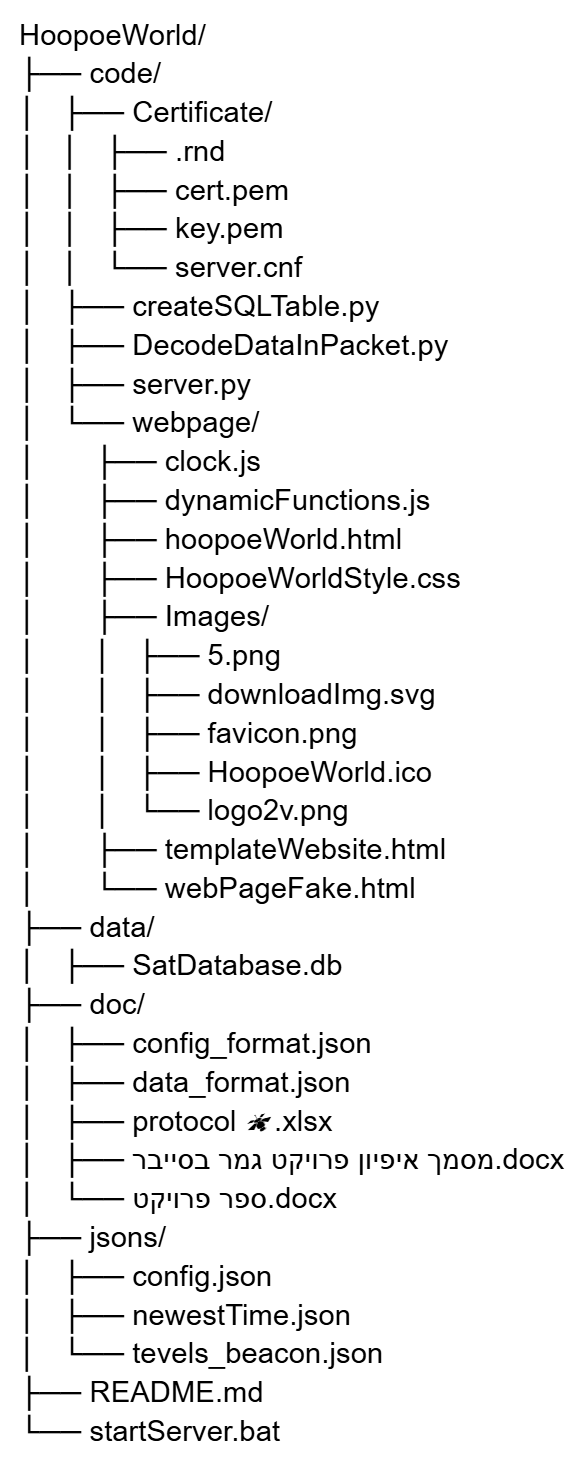 HoopoeWorld/
├── code/
│   ├── Certificate/
│   │   ├── .rnd
│   │   ├── cert.pem
│   │   ├── key.pem
│   │   └── server.cnf
│   ├── createSQLTable.py
│   ├── DecodeDataInPacket.py
│   ├── server.py
│   └── webpage/
│       ├── clock.js
│       ├── dynamicFunctions.js
│       ├── hoopoeWorld.html
│       ├── HoopoeWorldStyle.css
│       ├── Images/
│       │   ├── 5.png
│       │   ├── downloadImg.svg
│       │   ├── favicon.png
│       │   ├── HoopoeWorld.ico
│       │   └── logo2v.png
│       ├── templateWebsite.html
│       └── webPageFake.html
├── data/
│   ├── SatDatabase.db
├── doc/
│   ├── config_format.json
│   ├── data_format.json
│   ├── protocol 🪰.xlsx
│   ├── מסמך איפיון פרויקט גמר בסייבר.docx
│   └── ספר פרויקט.docx
├── jsons/
│   ├── config.json
│   ├── newestTime.json
│   └── tevels_beacon.json
├── README.md
└── startServer.bat